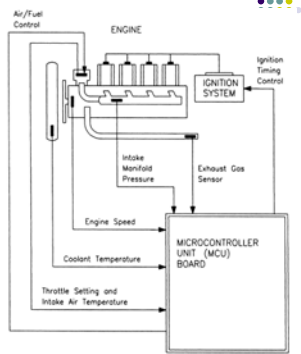 Air/Fuel
Control
ENGINE
IGNITION
SYSTEM
Ignition
Timing
Control
Intake
Manifold
Pressure
Exhaust Gas
Sensor
Engine Speed
MICROCONTROLLER
UNIT (MCU)
BOARD
Coolant Temperature
Throttle Setting and
Intake Air Temperature